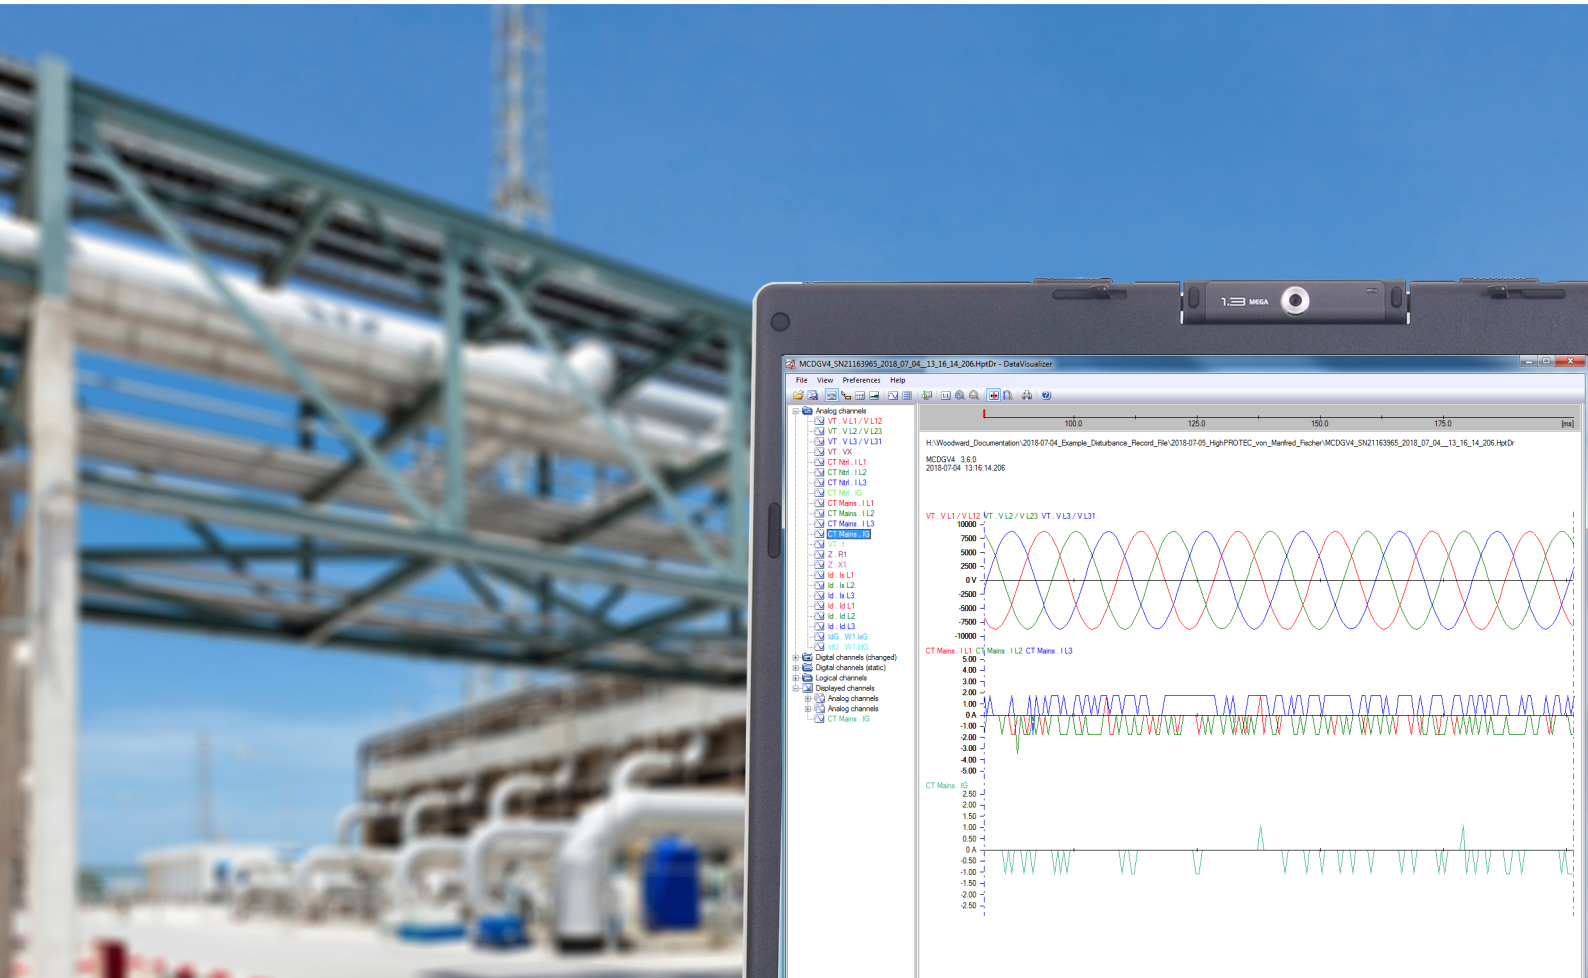 1.3 MEGA
MCDGV4_SN21163965_2018_07_04__13_16_14_206.HptDr - DataVisualizer
File View Preferences Help
Analog channels
VT . V L1 / V L12
VT . V L2 / V L23
VT . V L3 / V L31
VT . VX
CT Ntrl . I L1
CT Ntrl . I L2
CT Ntrl . I L3
CT Ntrl . IG
CT Mains . I L1
CT Mains . I L2
CT Mains . I L3
CT Mains . IG
VT . f
Z . R1
Z . X1
Id . Is L1
Id . Is L2
Id . Is L3
Id . Id L1
Id . Id L2
Id . Id L3
IdG . W1.IsG
IdG . W1.IdG
Digital channels (changed)
Digital channels (static)
Logical channels
Displayed channels
Analog channels
Analog channels
CT Mains . IG
100.0 125.0 150.0 175.0 [ms]
H:\Woodward_Documentation\2018-07-04_Example_Disturbance_Record_File\2018-07-05_HighPROTEC_von_Manfred_Fischer\MCDGV4_SN21163965_2018_07_04__13_16_14_206.HptDr
MCDGV4 3.6.0
2018-07-04 13:16:14.206
VT . V L1 / V L12 VT . V L2 / V L23 VT . V L3 / V L31
10000
7500
5000
2500
0 V
-2500
-5000
-7500
-10000
CT Mains . I L1 CT Mains . I L2 CT Mains . I L3
5.00
4.00
3.00
2.00
1.00
0 A
-1.00
-2.00
-3.00
-4.00
-5.00
CT Mains . IG
2.50
2.00
1.50
1.00
0.50
0 A
-0.50
-1.00
-1.50
-2.00
-2.50